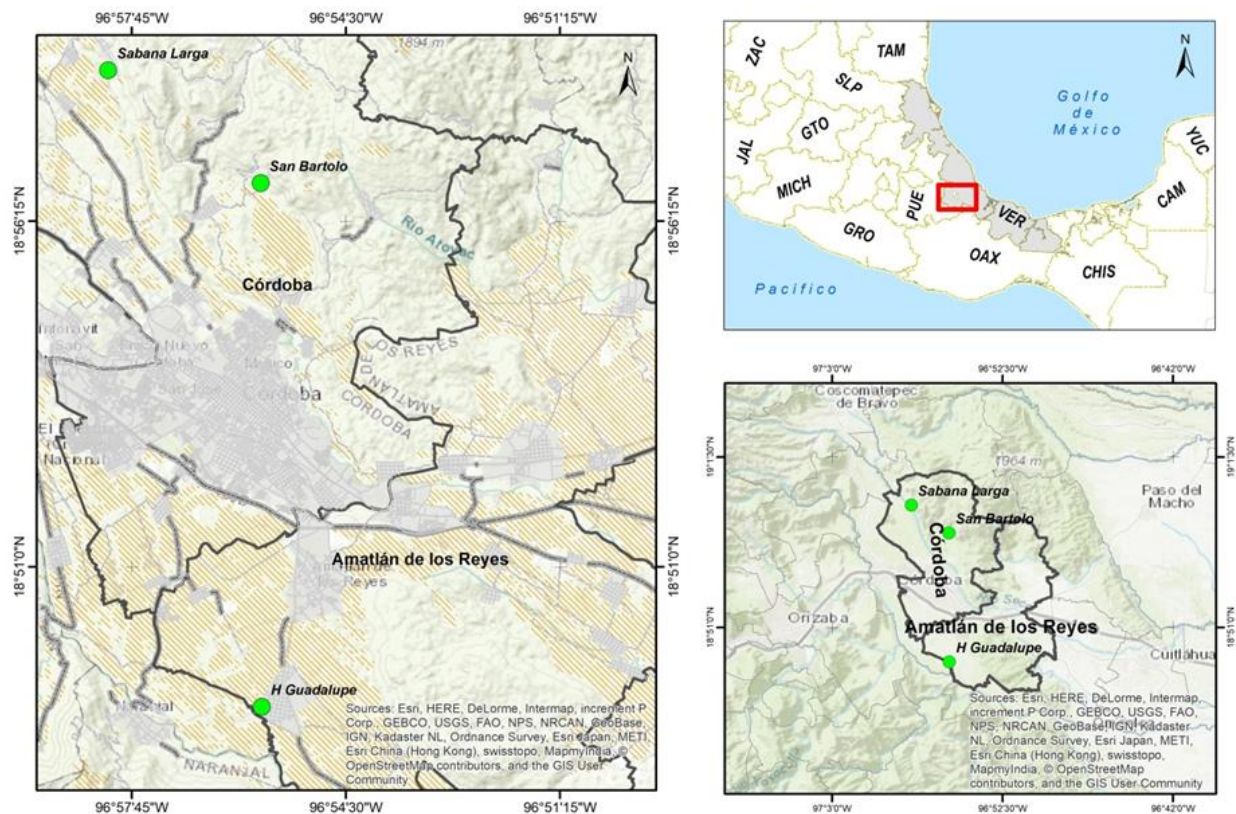 96°57'45"W
96°54'30"W
96°51'15"W
Sabana Larga
1894 m
N
San Bartolo
18°56'15"N
18°56'15"N
Río Atoyac
Córdoba
Nuevo
México
LOS REYES
AMATLÁN DE
CÓRDOBA
Córdoba
El
Nacional
Amatlán de los Reyes
los Reyes
18°51'0"N
18°51'0"N
H Guadalupe
NARANJAL
Sources: Esri, HERE, DeLorme, Intermap, increment P
Corp., GEBCO, USGS, FAO, NPS, NRCAN, GeoBase,
IGN, Kadaster NL, Ordnance Survey, Esri Japan, METI,
Esri China (Hong Kong), swisstopo, MapmyIndia, ©
OpenStreetMap contributors, and the GIS User
Community
96°57'45"W
96°54'30"W
96°51'15"W
ZAC
TAM
SLP
N
Golfo
de
México
GTO
JAL
YUC
MICH
PUE
VER
CAM
GRO
OAX
CHIS
Pacifico
97°3'0"W
96°52'30"W
96°42'0"W
Coscomatepec
de Bravo
19°1'30"N
19°1'30"N
1964 m
Sabana Larga
Paso del
Macho
San Bartolo
Córdoba
Córdoba
Orizaba
18°51'0"N
18°51'0"N
Amatlán de los Reyes
Cuitláhua
H Guadalupe
Sources: Esri, HERE, DeLorme, Intermap,
increment P Corp., GEBCO, USGS, FAO,
NPS, NRCAN, GeoBase, IGN, Kadaster
NL, Ordnance Survey, Esri Japan, METI,
Esri China (Hong Kong), swisstopo,
MapmyIndia, © OpenStreetMap
contributors, and the GIS User Community
97°3'0"W
96°52'30"W
96°42'0"W